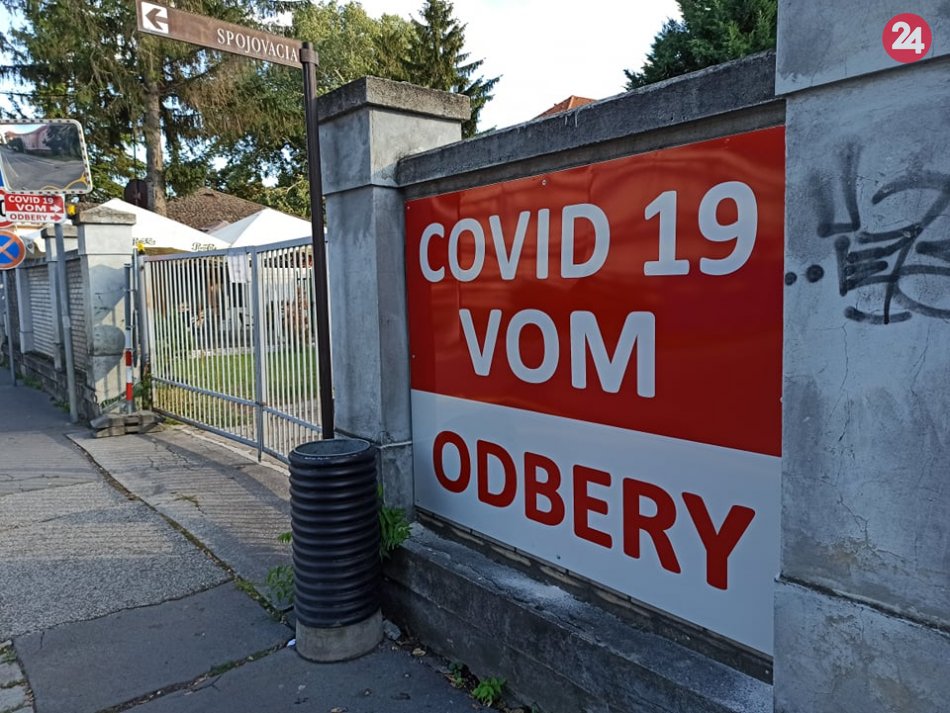 SPOJOVACIA
24
COVID 19
VOM
ODBERY
COVID 19
VOM
ODBERY